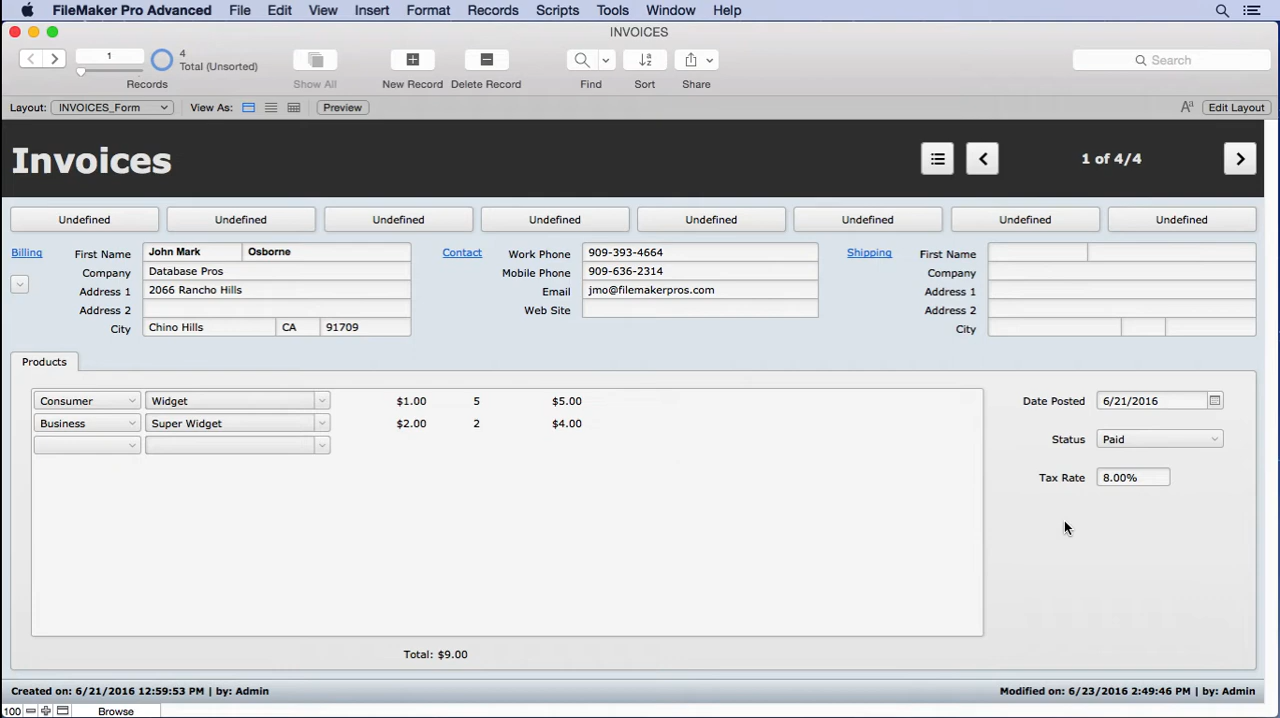 FileMaker Pro Advanced File Edit View Insert Format Records Scripts Tools Window Help
INVOICES
1
4
Total (Unsorted)
Records
Show All
New Record
Delete Record
Find
Sort
Share
Search
Layout: INVOICES_Form View As: Preview Aa Edit Layout
Invoices
1 of 4/4
Undefined Undefined Undefined Undefined Undefined Undefined Undefined Undefined
Billing
First Name John Mark Osborne
Company Database Pros
Address 1 2066 Rancho Hills
Address 2
City Chino Hills CA 91709
Contact
Work Phone 909-393-4664
Mobile Phone 909-636-2314
Email jmo@filemakerpros.com
Web Site
Shipping
First Name
Company
Address 1
Address 2
City
Products
Consumer Widget $1.00 5 $5.00
Business Super Widget $2.00 2 $4.00
Total: $9.00
Date Posted 6/21/2016
Status Paid
Tax Rate 8.00%
Created on: 6/21/2016 12:59:53 PM | by: Admin
Modified on: 6/23/2016 2:49:46 PM | by: Admin
100 Browse